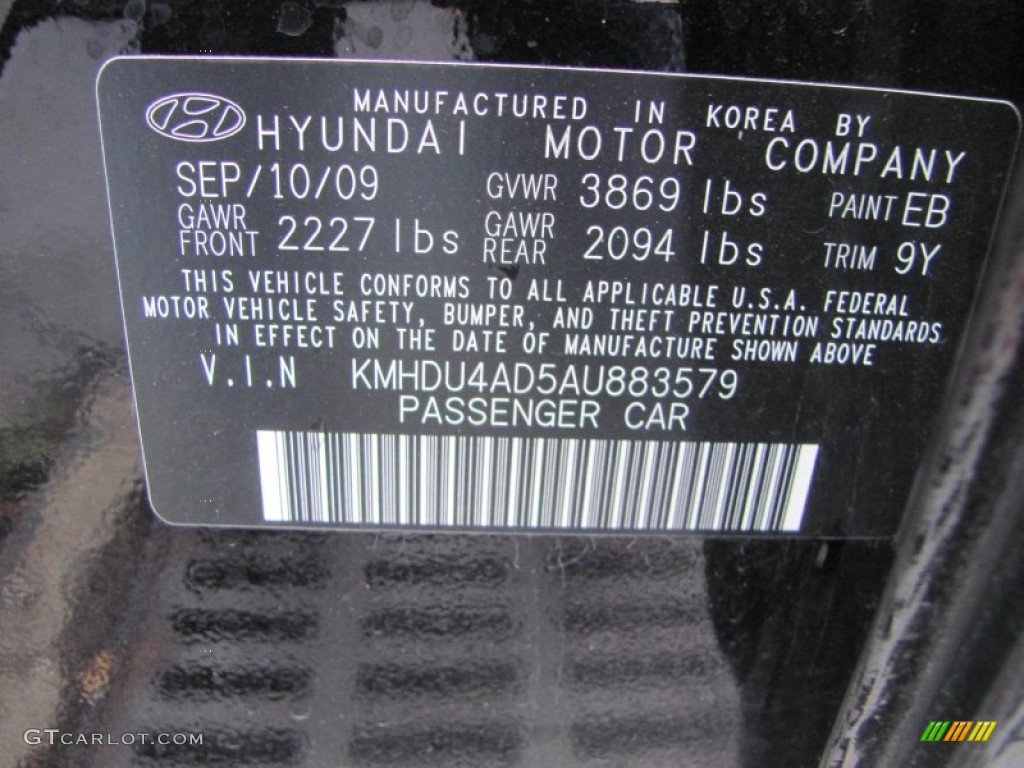 MANUFACTURED IN KOREA BY
HYUNDAI MOTOR COMPANY
SEP/10/09 GVWR 3869 lbs PAINT EB
GAWR FRONT 2227 lbs GAWR REAR 2094 lbs TRIM 9Y
THIS VEHICLE CONFORMS TO ALL APPLICABLE U.S.A. FEDERAL
MOTOR VEHICLE SAFETY, BUMPER, AND THEFT PREVENTION STANDARDS
IN EFFECT ON THE DATE OF MANUFACTURE SHOWN ABOVE
V.I.N KMHDU4AD5AU883579
PASSENGER CAR
GTCARLOT.COM